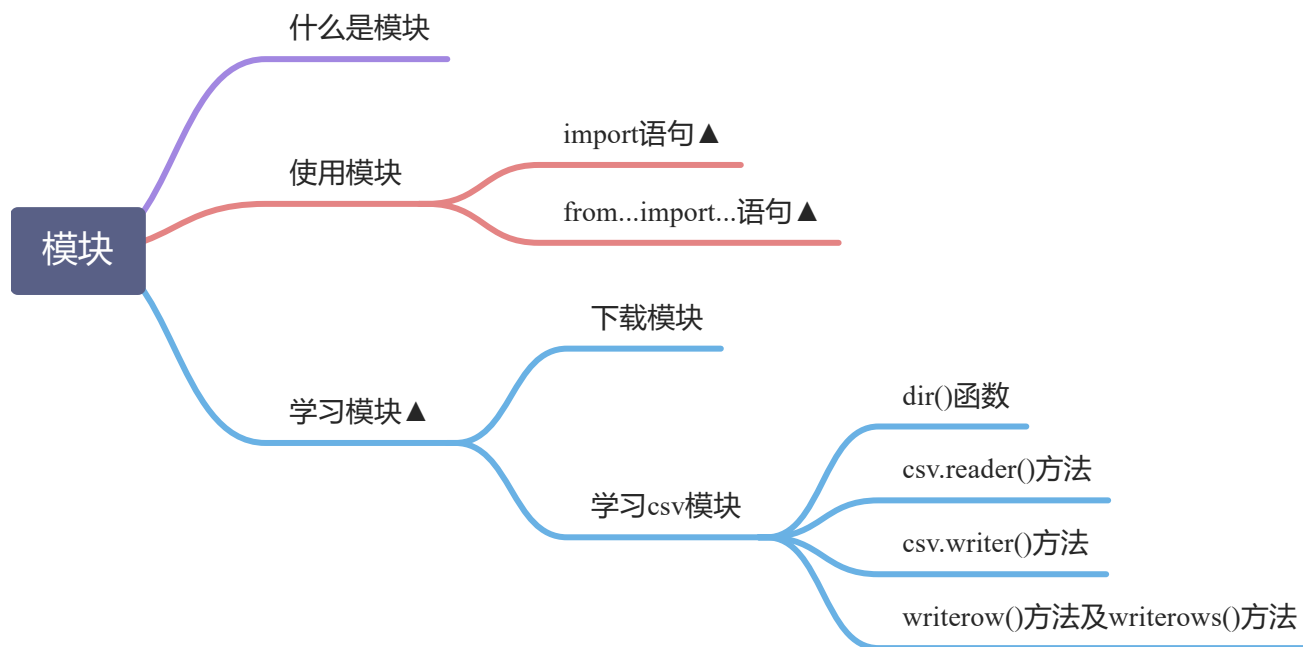 什么是模块
import语句▲
使用模块
from...import...语句▲
模块
下载模块
学习模块▲
dir()函数
csv.reader()方法
学习csv模块
csv.writer()方法
writerow()方法及writerows()方法